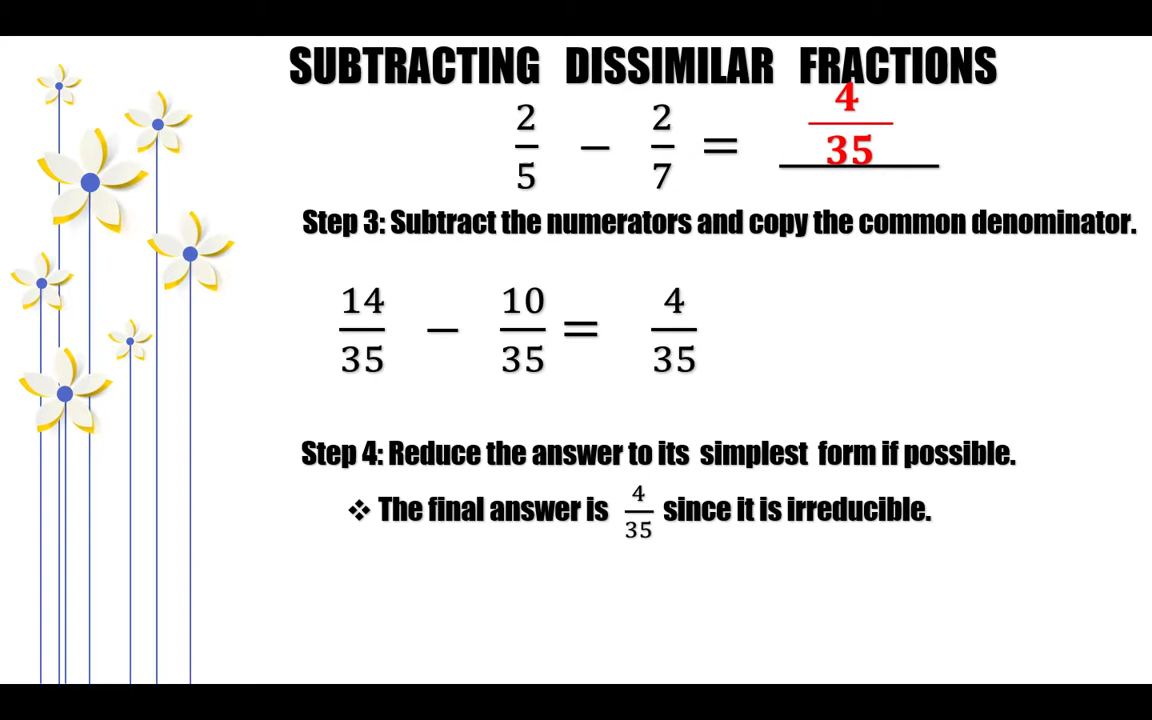 SUBTRACTING DISSIMILAR FRACTIONS
2/5 − 2/7 = 4/35
Step 3: Subtract the numerators and copy the common denominator.
14/35 − 10/35 = 4/35
Step 4: Reduce the answer to its simplest form if possible.
❖ The final answer is 4/35 since it is irreducible.